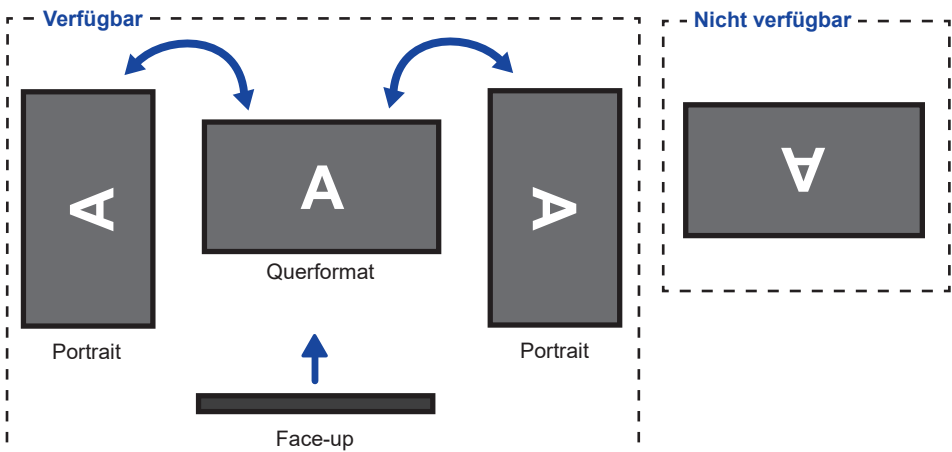 Verfügbar
Nicht verfügbar
A
A
A
A
Querformat
Portrait
Portrait
Face-up